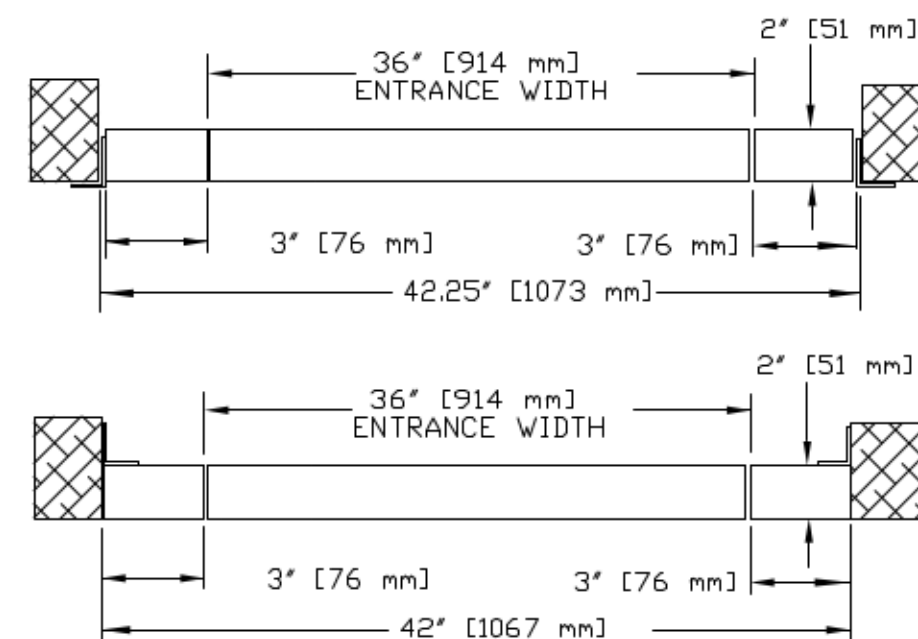 2" [51 mm]
36" [914 mm]
ENTRANCE WIDTH
3" [76 mm]
3" [76 mm]
42.25" [1073 mm]
2" [51 mm]
36" [914 mm]
ENTRANCE WIDTH
3" [76 mm]
3" [76 mm]
42" [1067 mm]